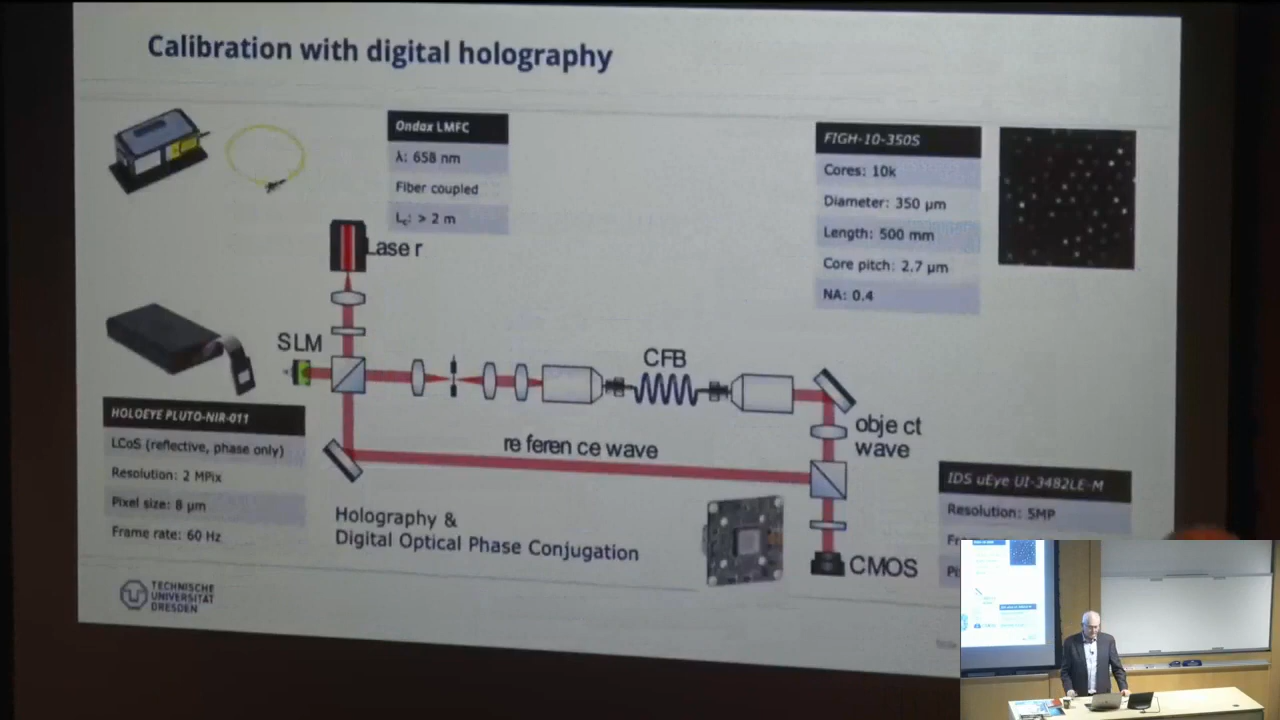 Calibration with digital holography
Ondax LMFC
λ: 658 nm
Fiber coupled
Lc: > 2 m
FIGH-10-350S
Cores: 10k
Diameter: 350 µm
Length: 500 mm
Core pitch: 2.7 µm
NA: 0.4
Lase r
SLM
CFB
obje ct
wave
re feren ce wave
HOLOEYE PLUTO-NIR-011
LCoS (reflective, phase only)
Resolution: 2 MPix
Pixel size: 8 µm
Frame rate: 60 Hz
IDS uEye UI-3482LE-M
Resolution: 5MP
Holography &
Digital Optical Phase Conjugation
CMOS
TECHNISCHE
UNIVERSITÄT
DRESDEN